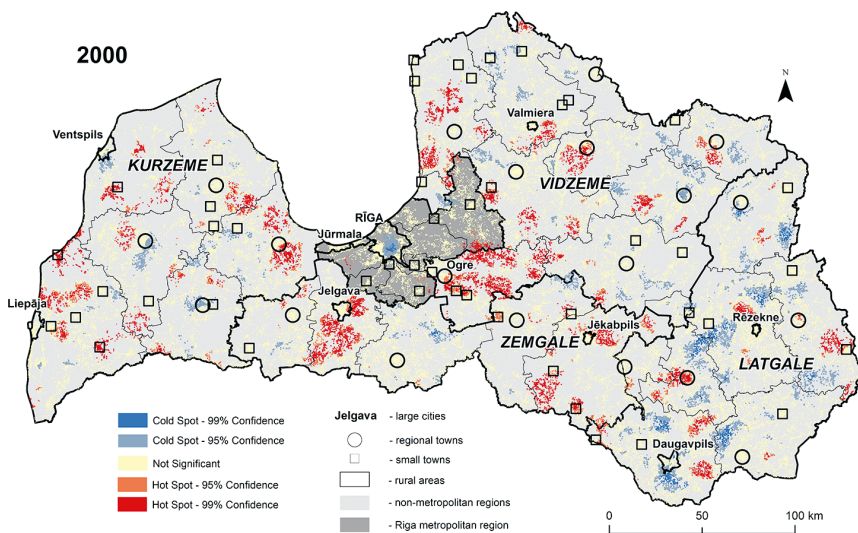 2000
N
Ventspils
KURZEME
Valmiera
VIDZEME
RĪGA
Jūrmala
Ogre
Liepāja
Jelgava
Jēkabpils
Rēzekne
ZEMGALE
LATGALE
Daugavpils
Cold Spot - 99% Confidence
Cold Spot - 95% Confidence
Not Significant
Hot Spot - 95% Confidence
Hot Spot - 99% Confidence
Jelgava - large cities
- regional towns
- small towns
- rural areas
- non-metropolitan regions
- Riga metropolitan region
0 50 100 km